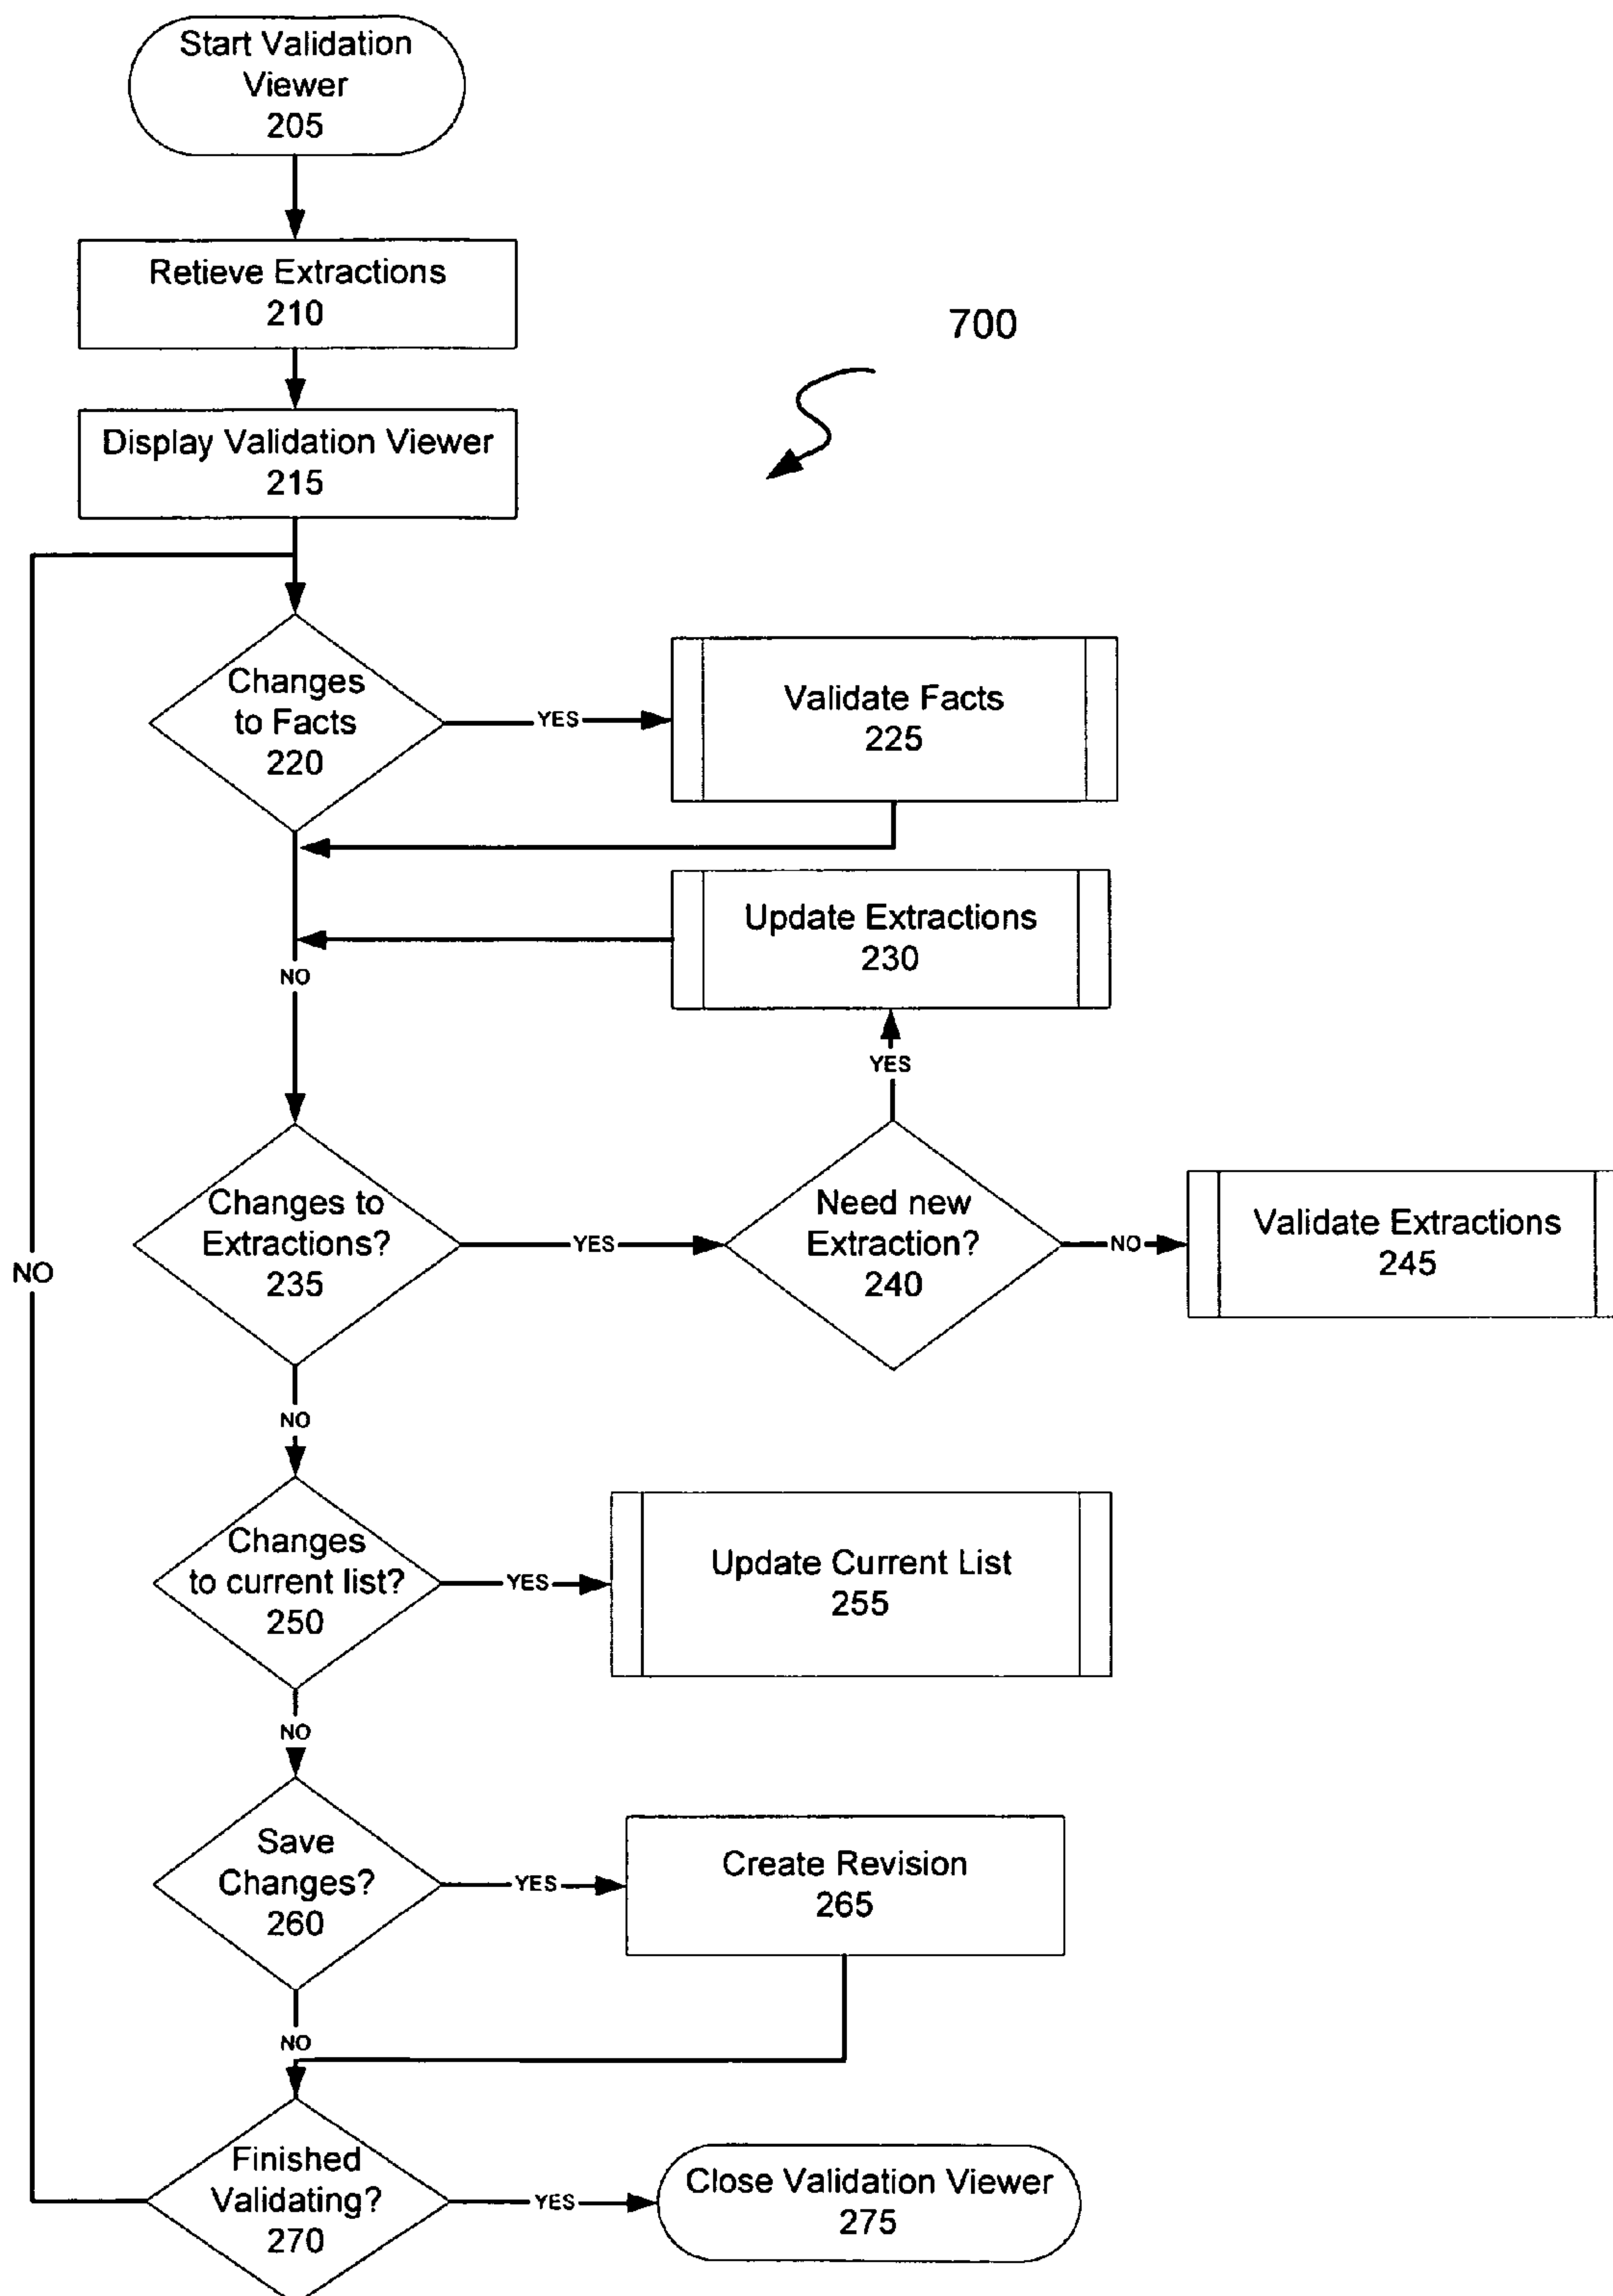 Start Validation
Viewer
205
Retieve Extractions
210
700
Display Validation Viewer
215
Changes
to Facts
220
YES
Validate Facts
225
Update Extractions
230
NO
YES
Changes to
Extractions?
235
YES
Need new
Extraction?
240
NO
Validate Extractions
245
NO
NO
Changes
to current list?
250
YES
Update Current List
255
NO
Save
Changes?
260
YES
Create Revision
265
NO
Finished
Validating?
270
YES
Close Validation Viewer
275